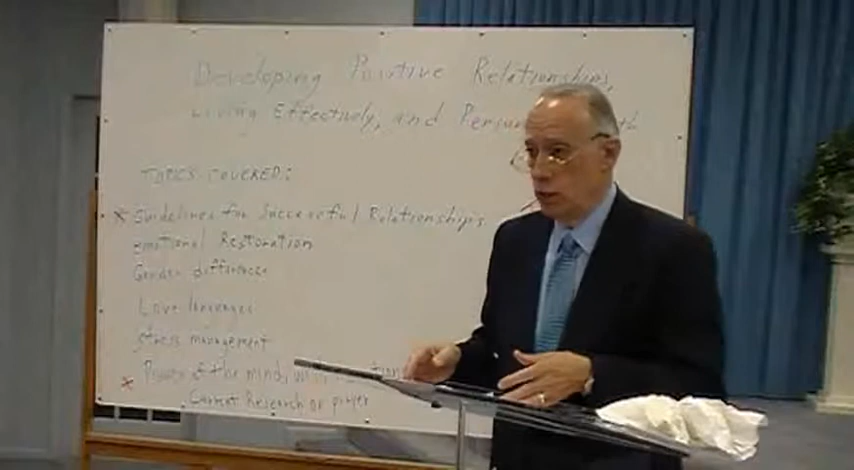 Developing Positive Relationships,
Living Effectively, and
TOPICS COVERED:
* Guidelines for Successful Relationships
emotional Restoration
Gender differences
Love languages
stress management
* Power of the mind,
Current Research on prayer